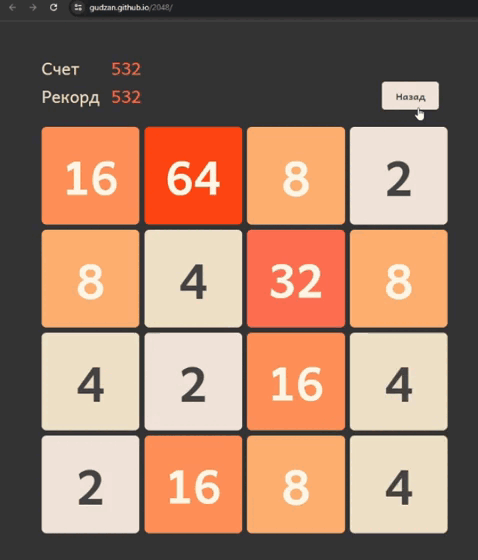 gudzan.github.io/2048/
Счет 532
Рекорд 532
Назад
16 64 8 2
8 4 32 8
4 2 16 4
2 16 8 4